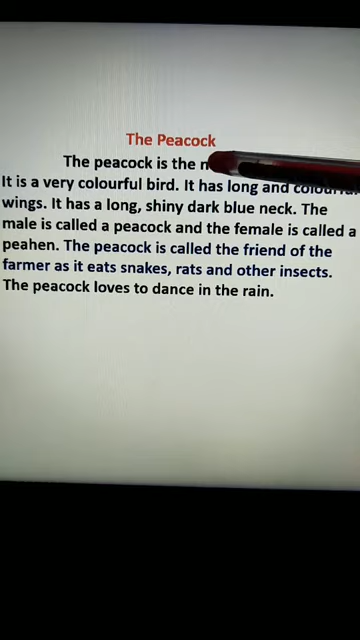 The Peacock
The peacock is the
It is a very colourful bird. It has long and colourful
wings. It has a long, shiny dark blue neck. The
male is called a peacock and the female is called a
peahen. The peacock is called the friend of the
farmer as it eats snakes, rats and other insects.
The peacock loves to dance in the rain.